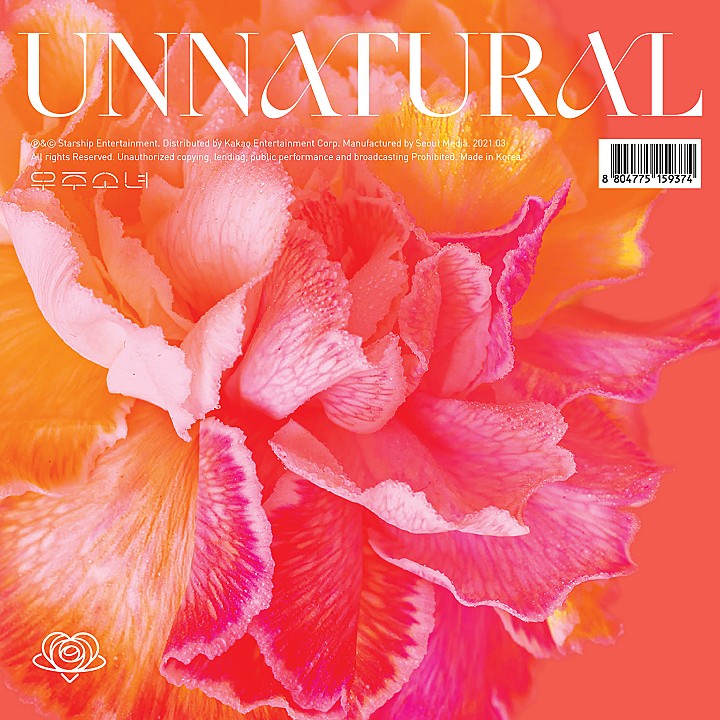 UNNATURAL
℗&© Starship Entertainment. Distributed by Kakao Entertainment Corp. Manufactured by Seoul Media. 2021.03
All rights Reserved. Unauthorized copying, lending, public performance and broadcasting Prohibited. Made in Korea.
우주소녀
8 804775 159374